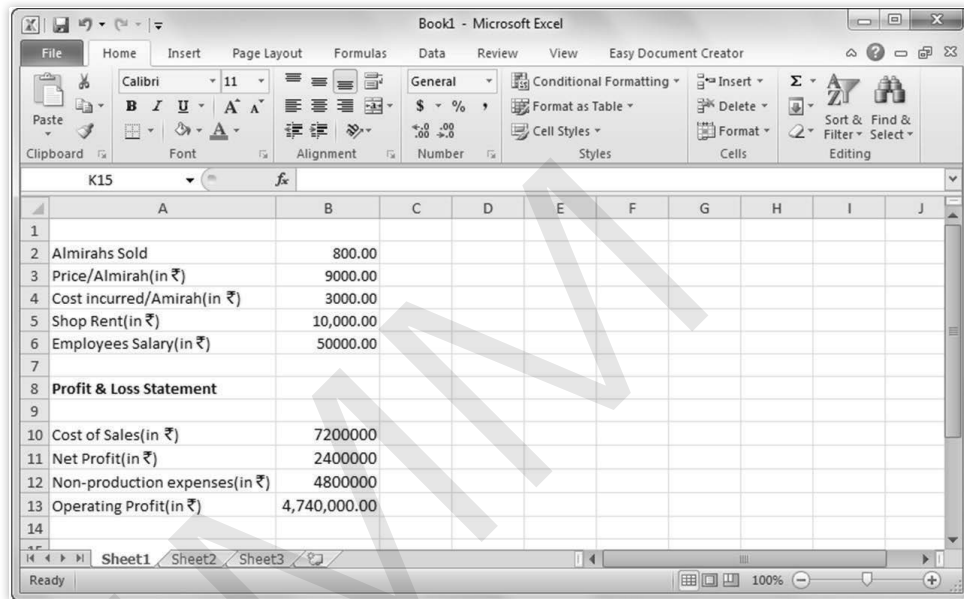 Book1 - Microsoft Excel
File Home Insert Page Layout Formulas Data Review View Easy Document Creator
Calibri 11 General Conditional Formatting Insert Σ
Paste B I U A A $ % , Format as Table Delete Sort & Find &
A .00 .00 Cell Styles Format Filter Select
Clipboard Font Alignment Number Styles Cells Editing
K15 fx
A B C D E F G H I J
1
2 Almirahs Sold 800.00
3 Price/Almirah(in ₹) 9000.00
4 Cost incurred/Amirah(in ₹) 3000.00
5 Shop Rent(in ₹) 10,000.00
6 Employees Salary(in ₹) 50000.00
7
8 Profit & Loss Statement
9
10 Cost of Sales(in ₹) 7200000
11 Net Profit(in ₹) 2400000
12 Non-production expenses(in ₹) 4800000
13 Operating Profit(in ₹) 4,740,000.00
14
Sheet1 Sheet2 Sheet3
Ready 100%